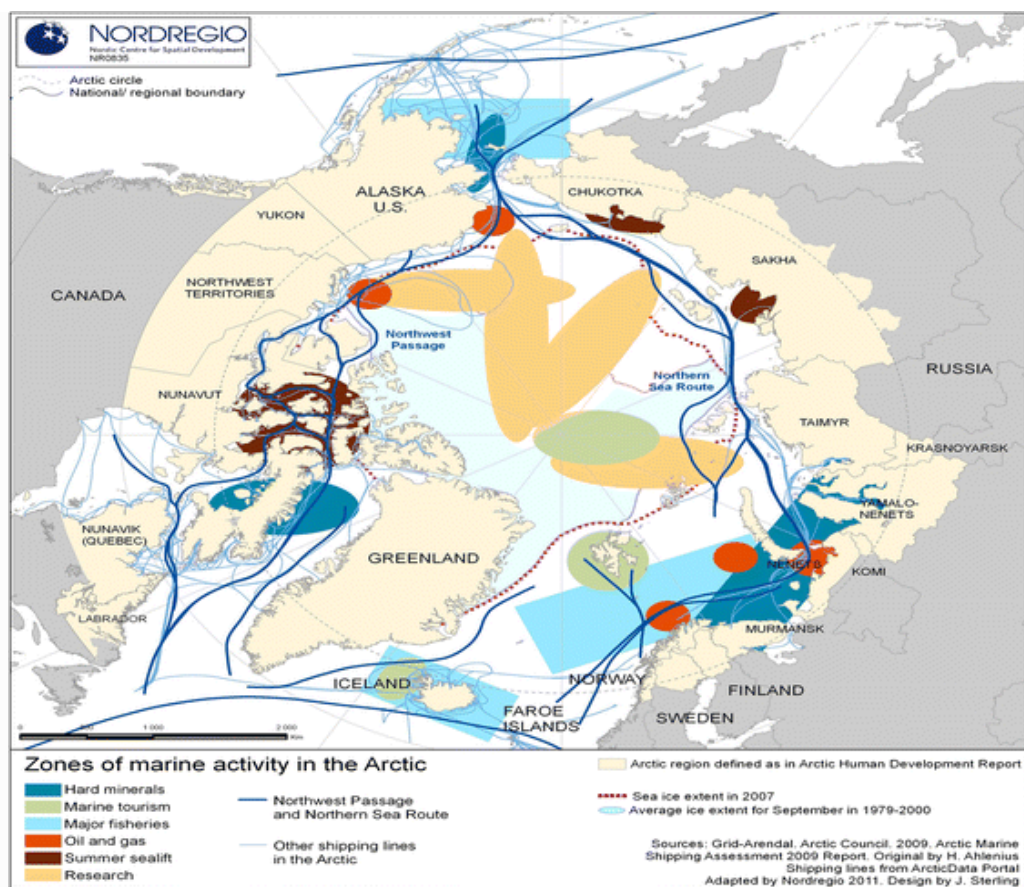 NORDREGIO
Nordic Centre for Spatial Development
NR0835
Arctic circle
National/ regional boundary
ALASKA
U.S.
CHUKOTKA
YUKON
SAKHA
NORTHWEST
TERRITORIES
CANADA
Northwest
Passage
RUSSIA
Northern
Sea Route
NUNAVUT
TAIMYR
KRASNOYARSK
YAMALO-
NENETS
NUNAVIK
(QUEBEC)
GREENLAND
NENETS
KOMI
LABRADOR
MURMANSK
ICELAND
NORWAY
FINLAND
FAROE
ISLANDS
SWEDEN
0
1 000
2 000
Km
Zones of marine activity in the Arctic
Hard minerals
Marine tourism
Major fisheries
Oil and gas
Summer sealift
Research
Northwest Passage
and Northern Sea Route
Other shipping lines
in the Arctic
Arctic region defined as in Arctic Human Development Report
Sea ice extent in 2007
Average ice extent for September in 1979-2000
Sources: Grid-Arendal. Arctic Council. 2009. Arctic Marine
Shipping Assessment 2009 Report. Original by H. Ahlenius
Shipping lines from ArcticData Portal
Adapted by Nordregio 2011. Design by J. Sterling